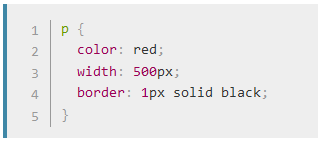 1 p {
2   color: red;
3   width: 500px;
4   border: 1px solid black;
5 }